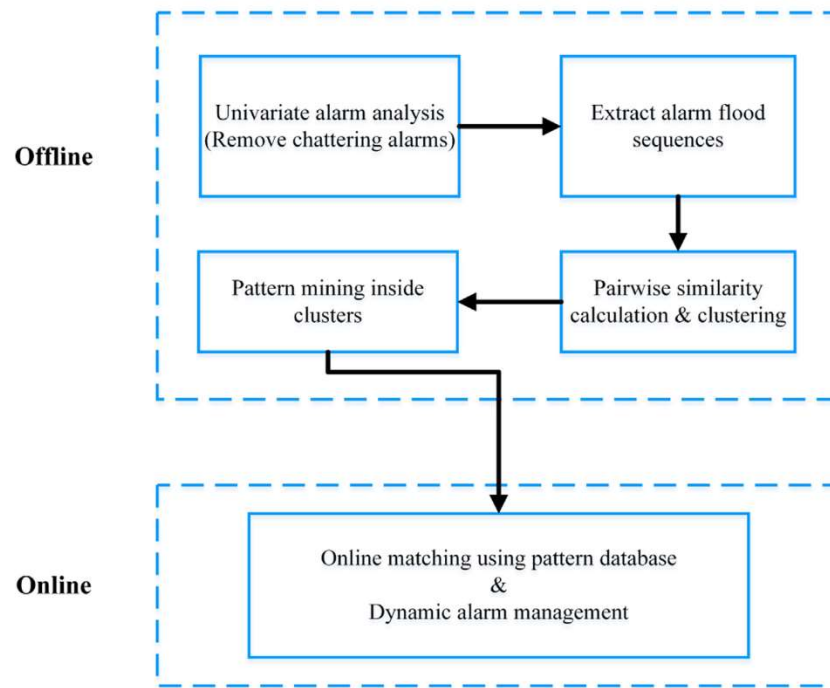 Univariate alarm analysis
(Remove chattering alarms)
Extract alarm flood
sequences
Offline
Pattern mining inside
clusters
Pairwise similarity
calculation & clustering
Online
Online matching using pattern database
&
Dynamic alarm management